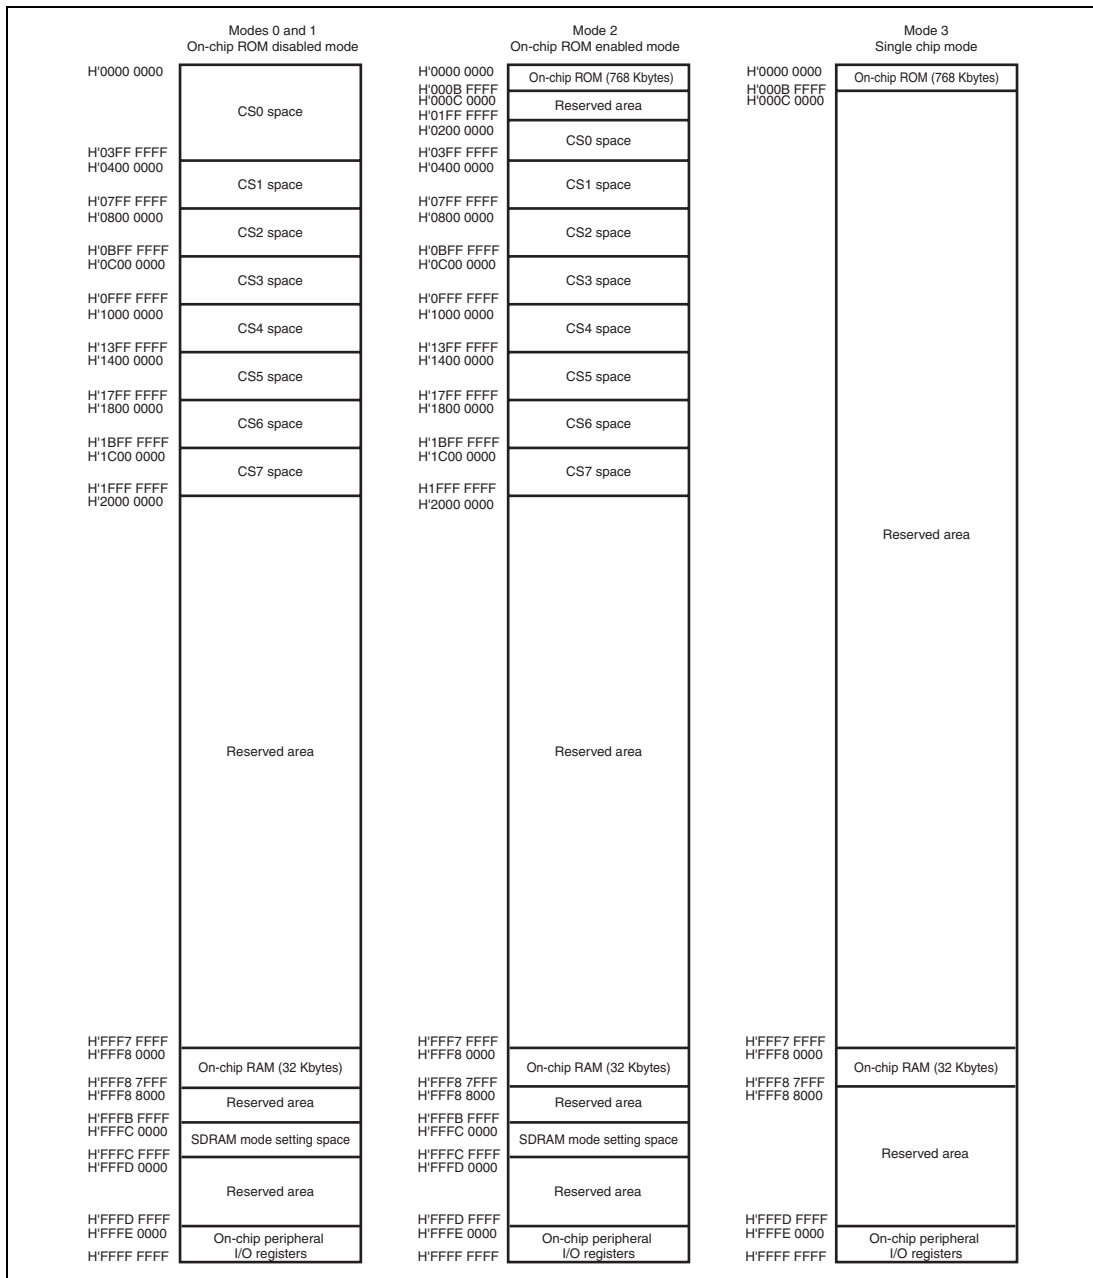 Modes 0 and 1
On-chip ROM disabled mode
H'0000 0000
CS0 space
H'03FF FFFF
H'0400 0000
CS1 space
H'07FF FFFF
H'0800 0000
CS2 space
H'0BFF FFFF
H'0C00 0000
CS3 space
H'0FFF FFFF
H'1000 0000
CS4 space
H'13FF FFFF
H'1400 0000
CS5 space
H'17FF FFFF
H'1800 0000
CS6 space
H'1BFF FFFF
H'1C00 0000
CS7 space
H'1FFF FFFF
H'2000 0000
Reserved area
H'FFF7 FFFF
H'FFF8 0000
On-chip RAM (32 Kbytes)
H'FFF8 7FFF
H'FFF8 8000
Reserved area
H'FFFB FFFF
H'FFFC 0000
SDRAM mode setting space
H'FFFC FFFF
H'FFFD 0000
Reserved area
H'FFFD FFFF
H'FFFE 0000
On-chip peripheral
I/O registers
H'FFFF FFFF
Mode 2
On-chip ROM enabled mode
H'0000 0000
On-chip ROM (768 Kbytes)
H'000B FFFF
H'000C 0000
Reserved area
H'01FF FFFF
H'0200 0000
CS0 space
H'03FF FFFF
H'0400 0000
CS1 space
H'07FF FFFF
H'0800 0000
CS2 space
H'0BFF FFFF
H'0C00 0000
CS3 space
H'0FFF FFFF
H'1000 0000
CS4 space
H'13FF FFFF
H'1400 0000
CS5 space
H'17FF FFFF
H'1800 0000
CS6 space
H'1BFF FFFF
H'1C00 0000
CS7 space
H1FFF FFFF
H'2000 0000
Reserved area
H'FFF7 FFFF
H'FFF8 0000
On-chip RAM (32 Kbytes)
H'FFF8 7FFF
H'FFF8 8000
Reserved area
H'FFFB FFFF
H'FFFC 0000
SDRAM mode setting space
H'FFFC FFFF
H'FFFD 0000
Reserved area
H'FFFD FFFF
H'FFFE 0000
On-chip peripheral
I/O registers
H'FFFF FFFF
Mode 3
Single chip mode
H'0000 0000
On-chip ROM (768 Kbytes)
H'000B FFFF
H'000C 0000
Reserved area
H'FFF7 FFFF
H'FFF8 0000
On-chip RAM (32 Kbytes)
H'FFF8 7FFF
H'FFF8 8000
Reserved area
H'FFFD FFFF
H'FFFE 0000
On-chip peripheral
I/O registers
H'FFFF FFFF